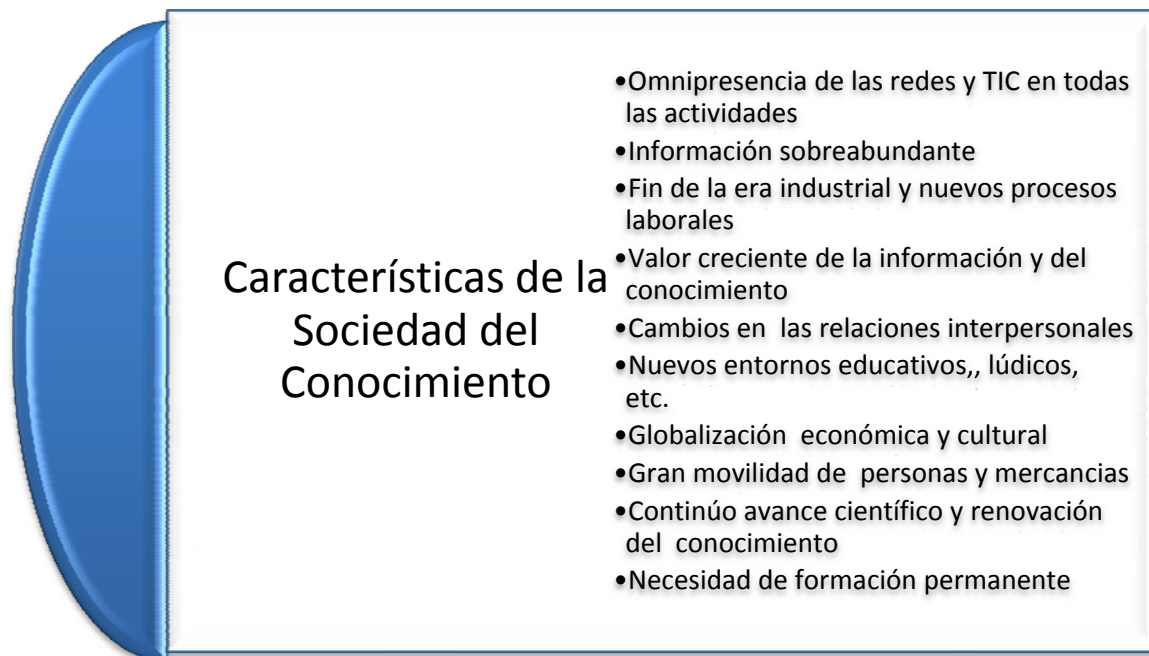 Características de la
Sociedad del
Conocimiento
•Omnipresencia de las redes y TIC en todas
las actividades
•Información sobreabundante
•Fin de la era industrial y nuevos procesos
laborales
•Valor creciente de la información y del
conocimiento
•Cambios en  las relaciones interpersonales
•Nuevos entornos educativos,, lúdicos,
etc.
•Globalización  económica y cultural
•Gran movilidad de  personas y mercancias
•Continúo avance científico y renovación
del  conocimiento
•Necesidad de formación permanente